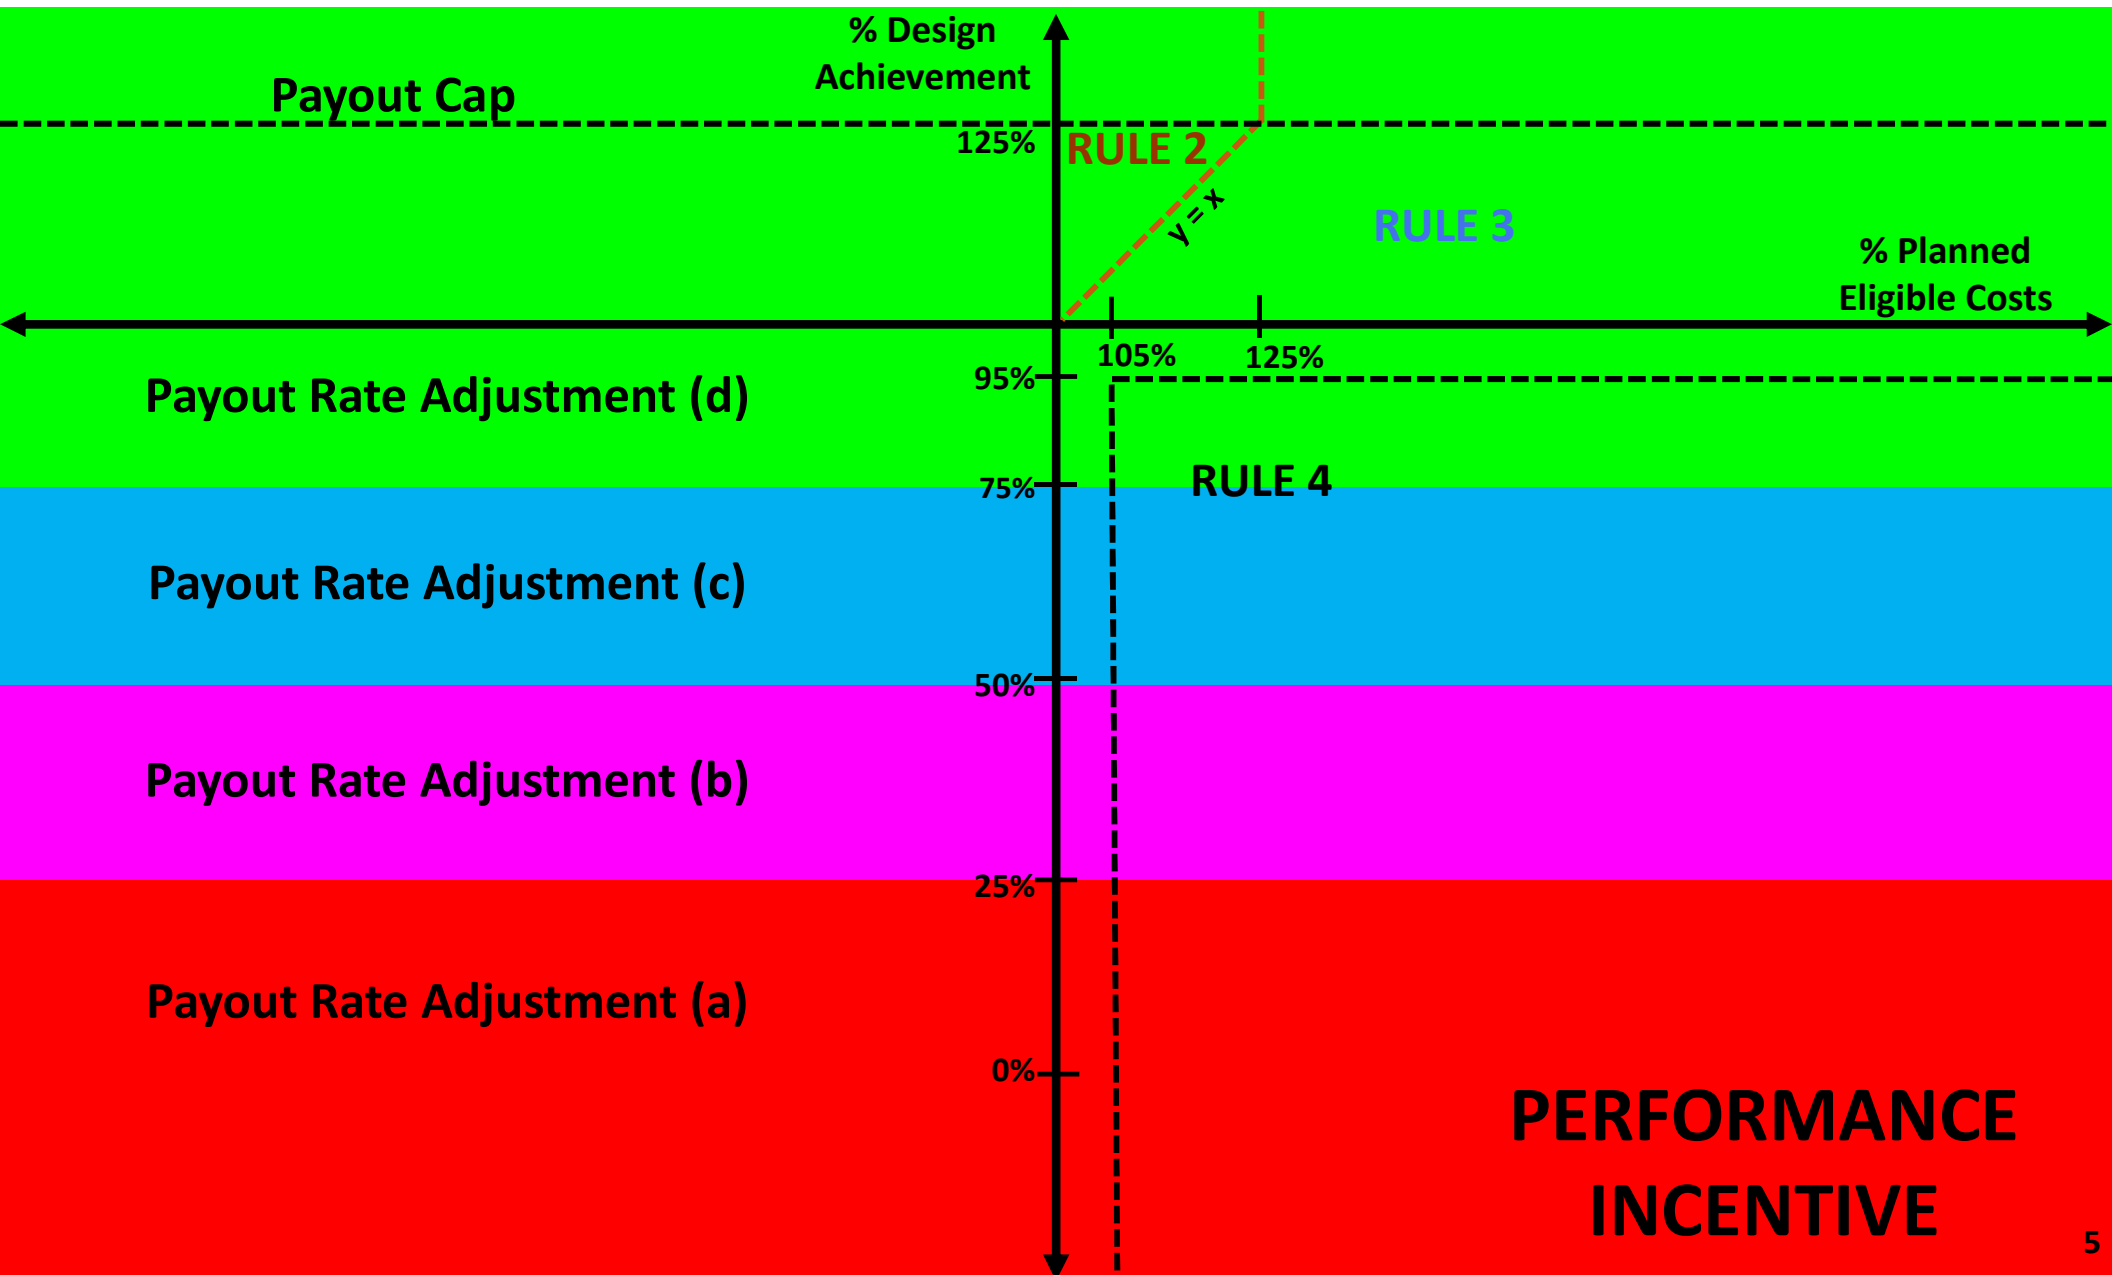 % Design
Achievement
Payout Cap
125%
RULE 2
y = x
RULE 3
% Planned
Eligible Costs
105%
125%
95%
Payout Rate Adjustment (d)
75%
RULE 4
Payout Rate Adjustment (c)
50%
Payout Rate Adjustment (b)
25%
Payout Rate Adjustment (a)
0%
PERFORMANCE
INCENTIVE
5